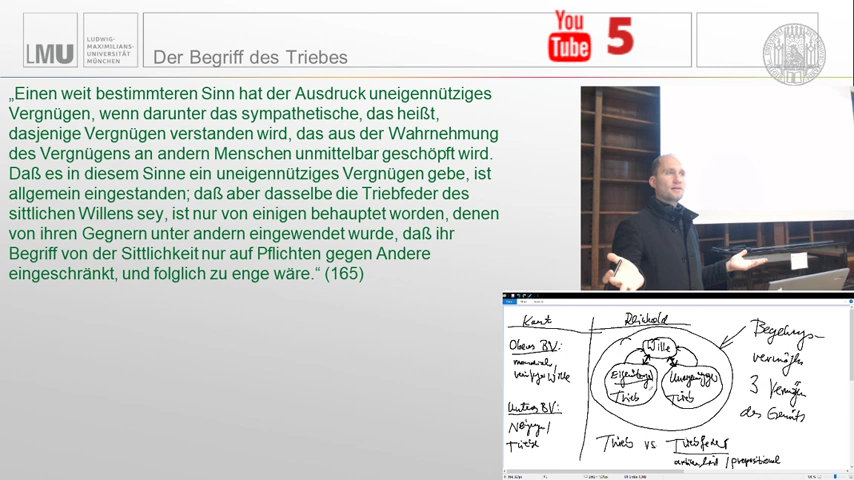 LMU
LUDWIG-
MAXIMILIANS-
UNIVERSITÄT
MÜNCHEN
Der Begriff des Triebes
You
Tube
5
„Einen weit bestimmteren Sinn hat der Ausdruck uneigennütziges
Vergnügen, wenn darunter das sympathetische, das heißt,
dasjenige Vergnügen verstanden wird, das aus der Wahrnehmung
des Vergnügens an andern Menschen unmittelbar geschöpft wird.
Daß es in diesem Sinne ein uneigennütziges Vergnügen gebe, ist
allgemein eingestanden; daß aber dasselbe die Triebfeder des
sittlichen Willens sey, ist nur von einigen behauptet worden, denen
von ihren Gegnern unter andern eingewendet wurde, daß ihr
Begriff von der Sittlichkeit nur auf Pflichten gegen Andere
eingeschränkt, und folglich zu enge wäre.“ (165)
Kant
Reinhold
Oberes BV:
Wille
Wille
Trieb
Trieb
Unteres BV:
Begehrungs-
vermögen
3 Vermögen
des Gemüts
Trieb vs Triebfeder
/ propositional